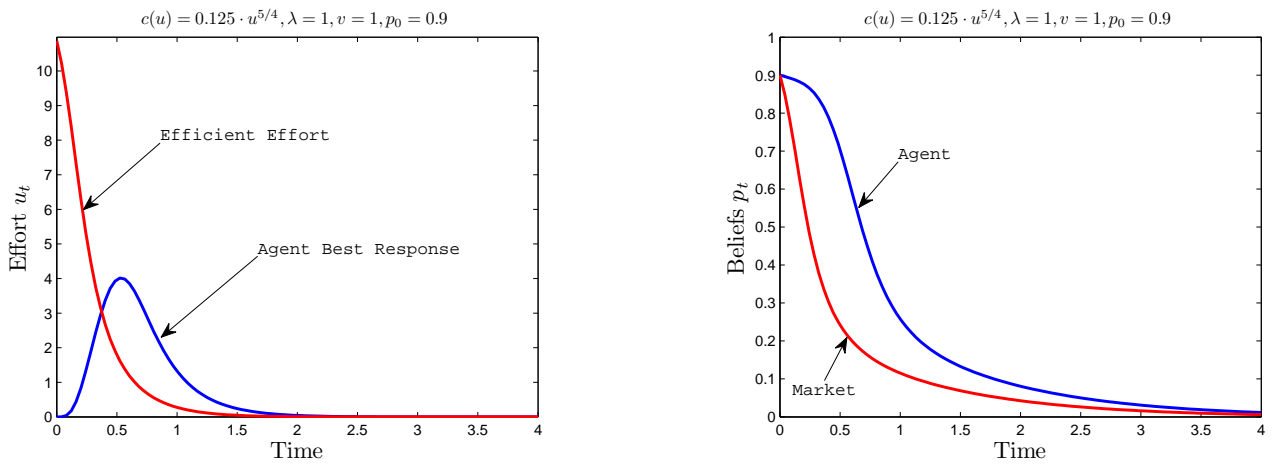 c(u) = 0.125 · u^{5/4}, λ = 1, v = 1, p_0 = 0.9
10
9
8
7
6
5
4
3
2
1
0
Effort u_t
Efficient Effort
Agent Best Response
0 0.5 1 1.5 2 2.5 3 3.5 4
Time
c(u) = 0.125 · u^{5/4}, λ = 1, v = 1, p_0 = 0.9
1
0.9
0.8
0.7
0.6
0.5
0.4
0.3
0.2
0.1
0
Beliefs p_t
Agent
Market
0 0.5 1 1.5 2 2.5 3 3.5 4
Time